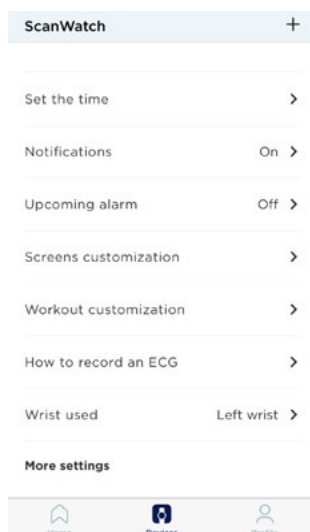 ScanWatch +
Set the time >
Notifications On >
Upcoming alarm Off >
Screens customization >
Workout customization >
How to record an ECG >
Wrist used Left wrist >
More settings